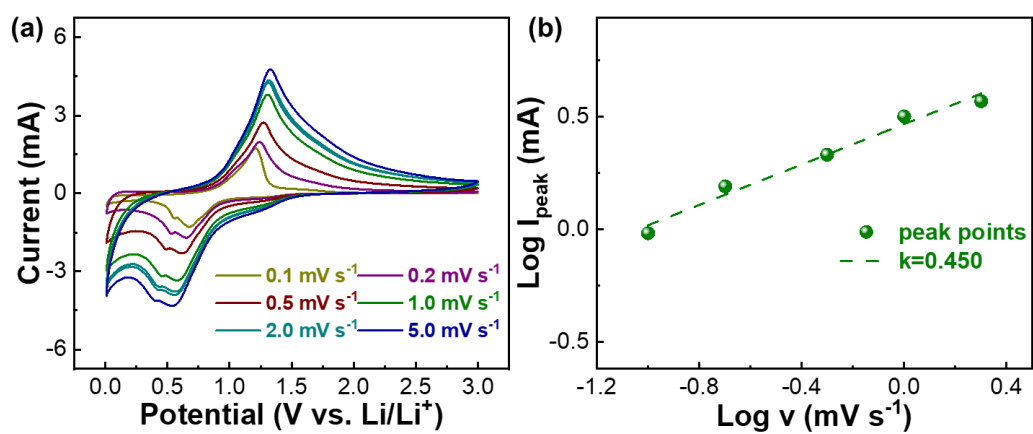 (a)
6
3
0
-3
-6
Current (mA)
0.1 mV s⁻¹
0.2 mV s⁻¹
0.5 mV s⁻¹
1.0 mV s⁻¹
2.0 mV s⁻¹
5.0 mV s⁻¹
0.0 0.5 1.0 1.5 2.0 2.5 3.0
Potential (V vs. Li/Li⁺)
(b)
0.5
0.0
-0.5
Log I_peak (mA)
peak points
k=0.450
-1.2 -0.8 -0.4 0.0 0.4
Log v (mV s⁻¹)